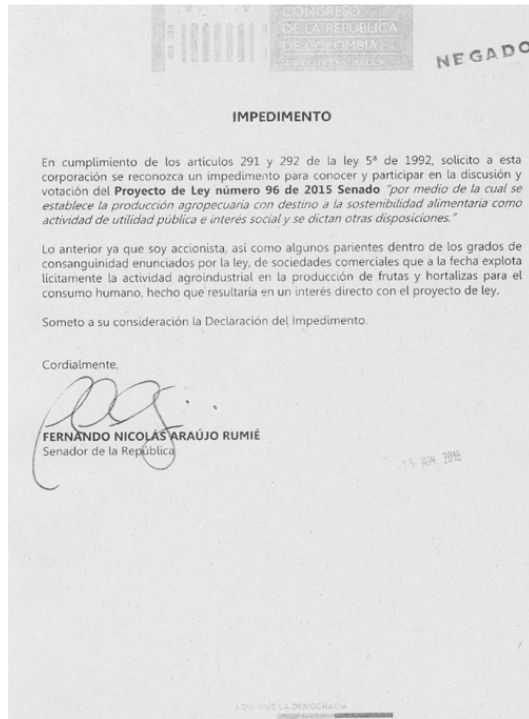 CONGRESO
DE LA REPÚBLICA
DE COLOMBIA
NEGADO
IMPEDIMENTO
En cumplimiento de los articulos 291 y 292 de la ley 5ª de 1992, solicito a esta
corporación se reconozca un impedimento para conocer y participar en la discusión y
votación del Proyecto de Ley número 96 de 2015 Senado "por medio de la cual se
establece la producción agropecuaria con destino a la sostenibilidad alimentaria como
actividad de utilidad pública e interés social y se dictan otras disposiciones."
Lo anterior ya que soy accionista, así como algunos parientes dentro de los grados de
consanguinidad enunciados por la ley, de sociedades comerciales que a la fecha explota
licitamente la actividad agroindustrial en la producción de frutas y hortalizas para el
consumo humano, hecho que resultaría en un interés directo con el proyecto de ley.
Someto a su consideración la Declaración del Impedimento.
Cordialmente,
FERNANDO NICOLÁS ARAÚJO RUMIÉ
Senador de la República
2016
AQUÍ VIVE LA DEMOCRACIA